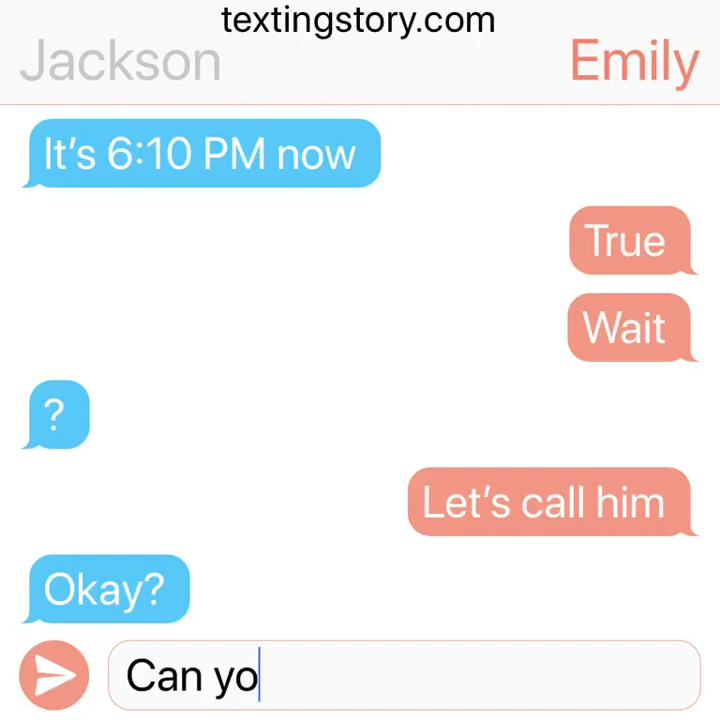 textingstory.com
Jackson
Emily
It’s 6:10 PM now
True
Wait
?
Let’s call him
Okay?
Can yo